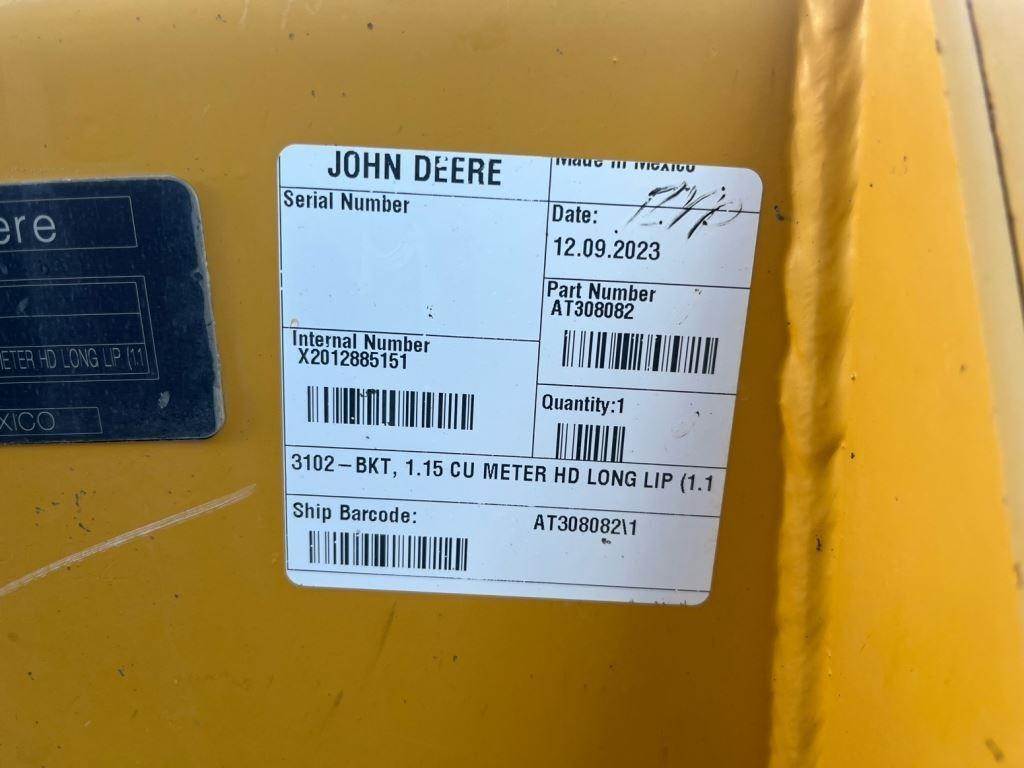 ere
METER HD LONG LIP (1.1
XICO
JOHN DEERE
Made in Mexico
Serial Number
Date:
12.09.2023
Part Number
AT308082
Internal Number
X2012885151
Quantity:1
3102-BKT, 1.15 CU METER HD LONG LIP (1.1
Ship Barcode:
AT308082\1